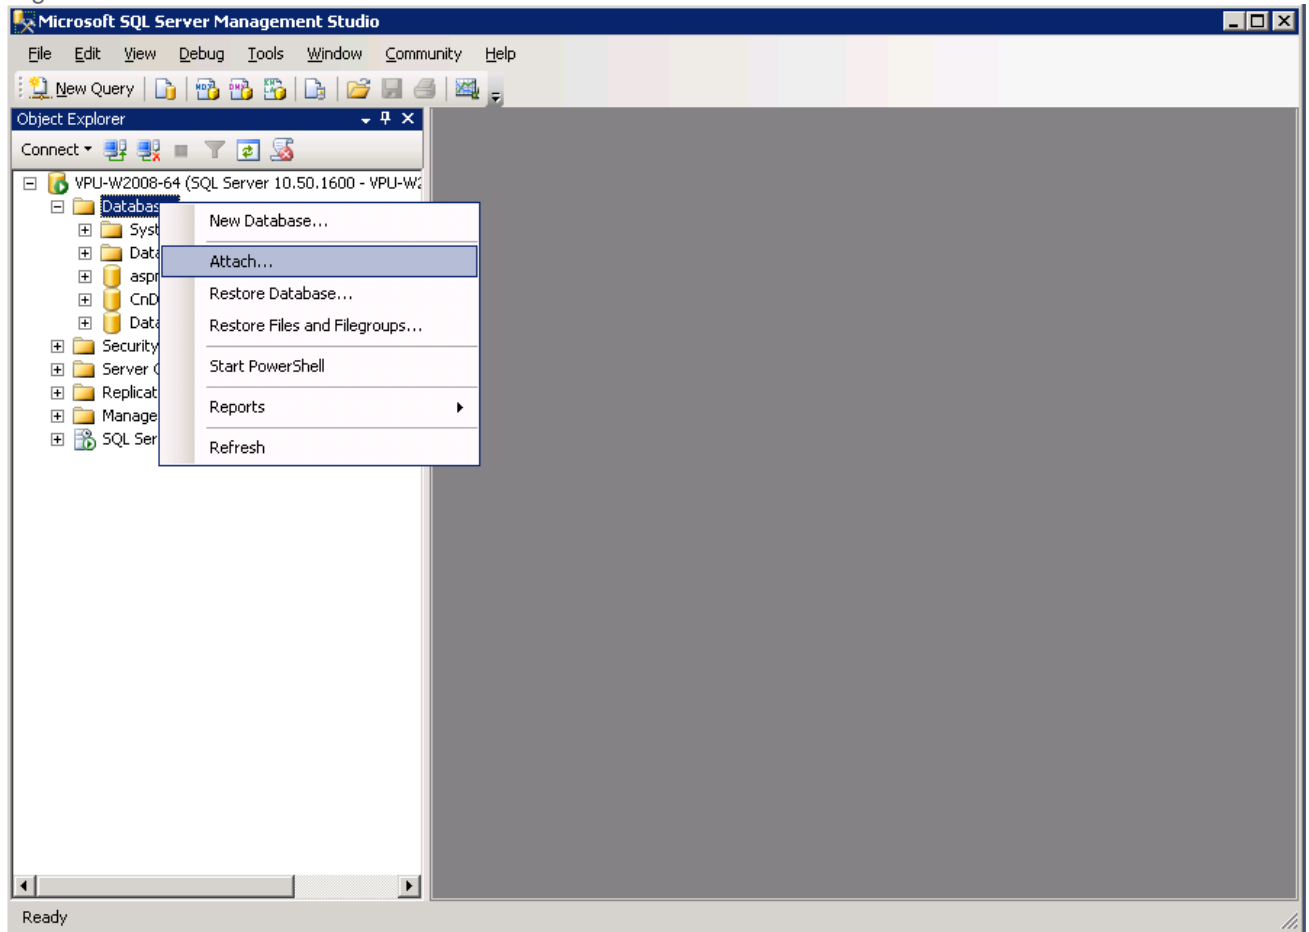 Microsoft SQL Server Management Studio
File Edit View Debug Tools Window Community Help
New Query
Object Explorer
Connect
VPU-W2008-64 (SQL Server 10.50.1600 - VPU-W2
Databas
Syst
Data
aspn
CnD
Data
Security
Server
Replicat
Manage
SQL Ser
New Database...
Attach...
Restore Database...
Restore Files and Filegroups...
Start PowerShell
Reports
Refresh
Ready